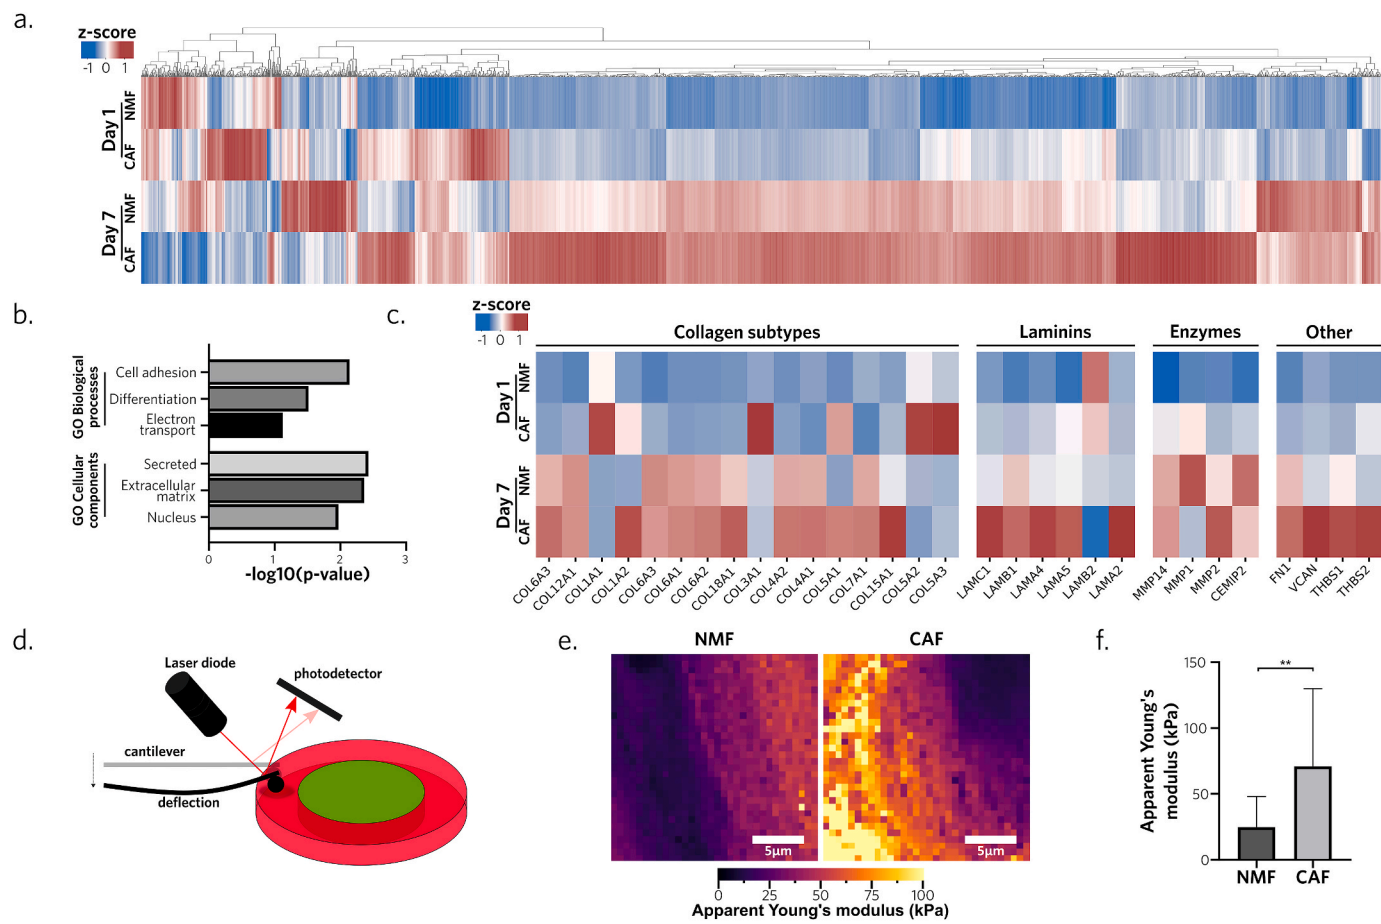 a.
z-score
-1 0 1
Day 1
NMF
CAF
Day 7
NMF
CAF
b.
GO Biological
processes
Cell adhesion
Differentiation
Electron
transport
GO Cellular
components
Secreted
Extracellular
matrix
Nucleus
0 1 2 3
-log10(p-value)
c.
z-score
-1 0 1
Collagen subtypes
Laminins
Enzymes
Other
Day 1
NMF
CAF
Day 7
NMF
CAF
COL6A3
COL12A1
COL11A1
COL11A2
COL6A3
COL6A1
COL6A2
COL18A1
COL3A1
COL4A2
COL4A1
COL5A1
COL7A1
COL15A1
COL5A2
COL5A3
LAMC1
LAMB1
LAMA4
LAMA5
LAMB2
LAMA2
MMP14
MMP1
MMP2
CEMIP2
FN1
VCAN
THBS1
THBS2
d.
Laser diode
photodetector
cantilever
deflection
e.
NMF
CAF
5µm
5µm
0 25 50 75 100
Apparent Young's modulus (kPa)
f.
Apparent Young's
modulus (kPa)
150
100
50
0
**
NMF
CAF